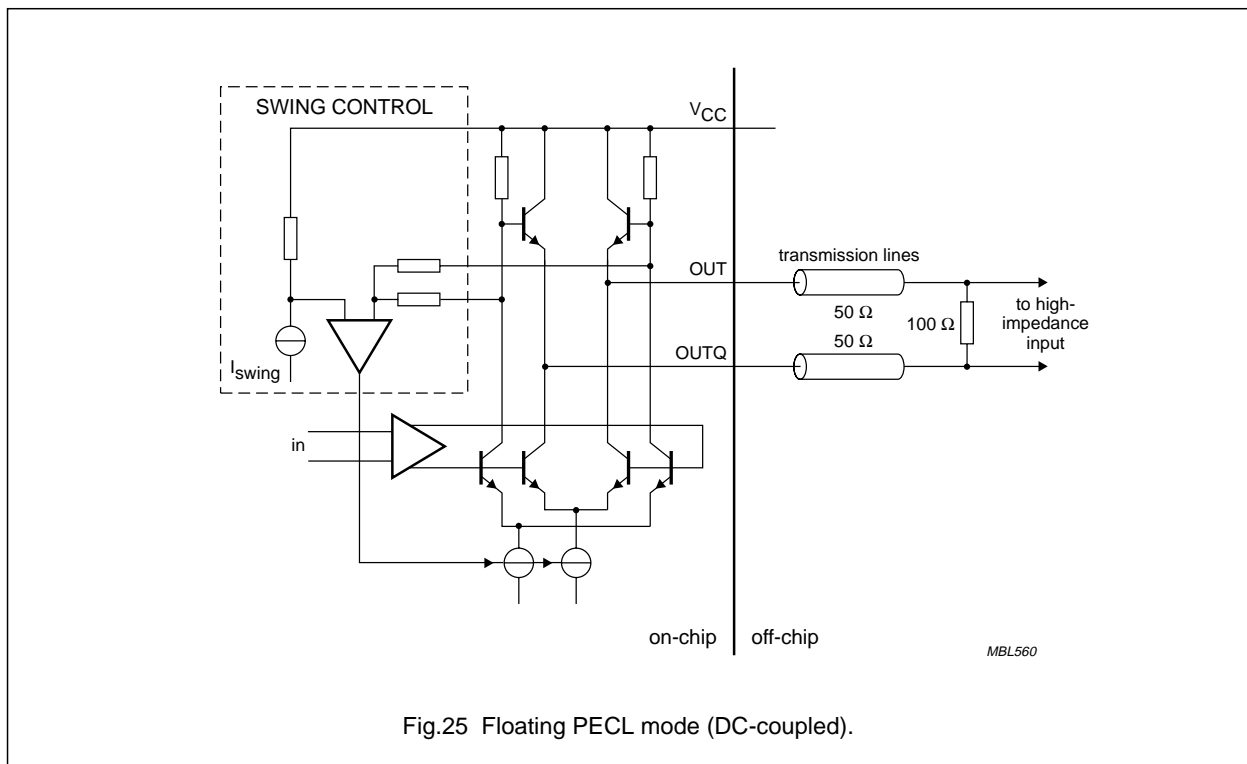 SWING CONTROL
VCC
transmission lines
OUT
50 Ω
100 Ω
to high-
impedance
input
50 Ω
OUTQ
Iswing
in
on-chip
off-chip
MBL560
Fig.25 Floating PECL mode (DC-coupled).